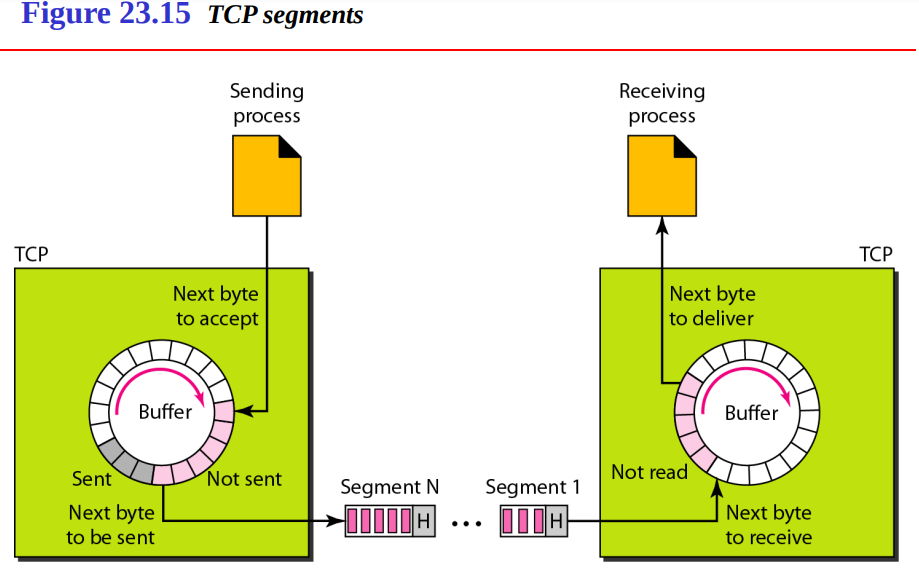 Figure 23.15 TCP segments
Sending
process
Receiving
process
TCP
TCP
Next byte
to accept
Next byte
to deliver
Buffer
Buffer
Sent
Not sent
Not read
Next byte
to be sent
Segment N
H
...
Segment 1
H
Next byte
to receive